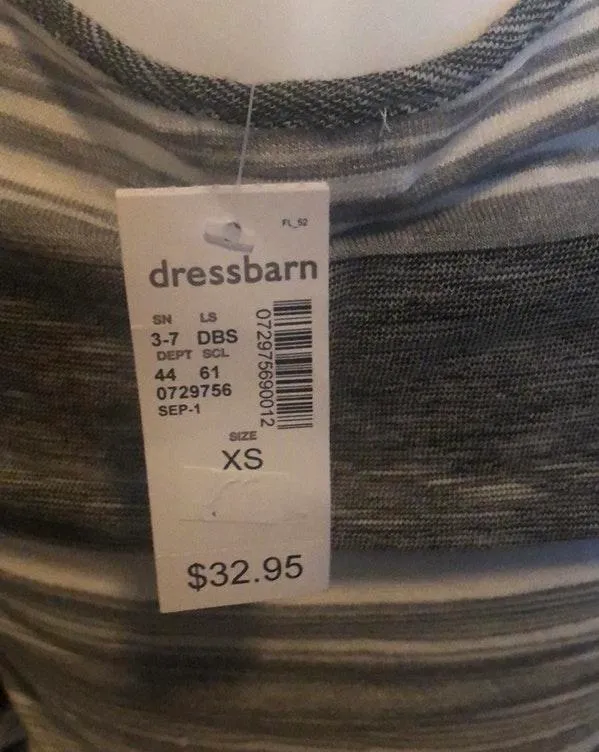 FL_52
dressbarn
SN LS
3-7 DBS
DEPT SCL
44 61
0729756
SEP-1
072975690012
SIZE
XS
$32.95